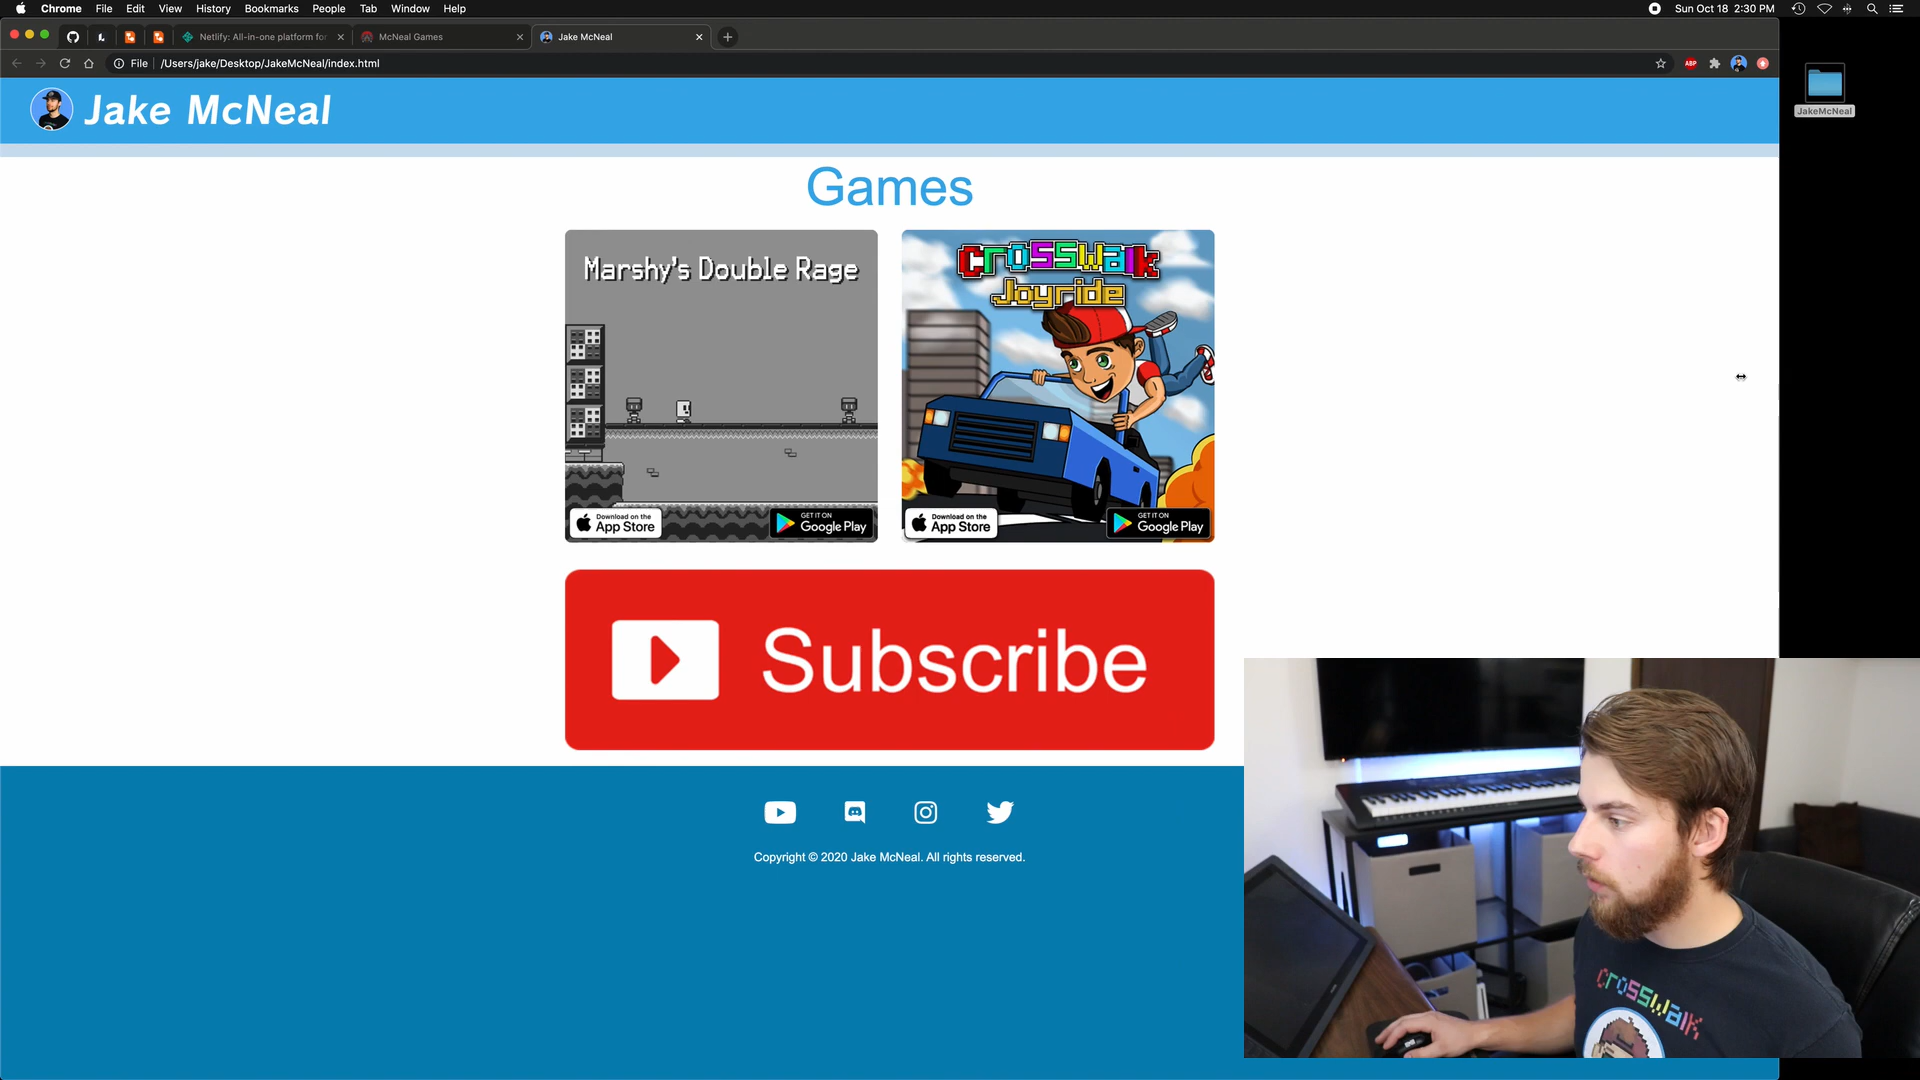 Chrome File Edit View History Bookmarks People Tab Window Help
Sun Oct 18 2:30 PM
Netlify: All-in-one platform for
McNeal Games
Jake McNeal
File /Users/jake/Desktop/JakeMcNeal/index.html
ABP
JakeMcNeal
Jake McNeal
Games
Marshy's Double Rage
Crosswalk
Joyride
Download on the
App Store
GET IT ON
Google Play
Download on the
App Store
GET IT ON
Google Play
Subscribe
Copyright © 2020 Jake McNeal. All rights reserved.
crosswalk